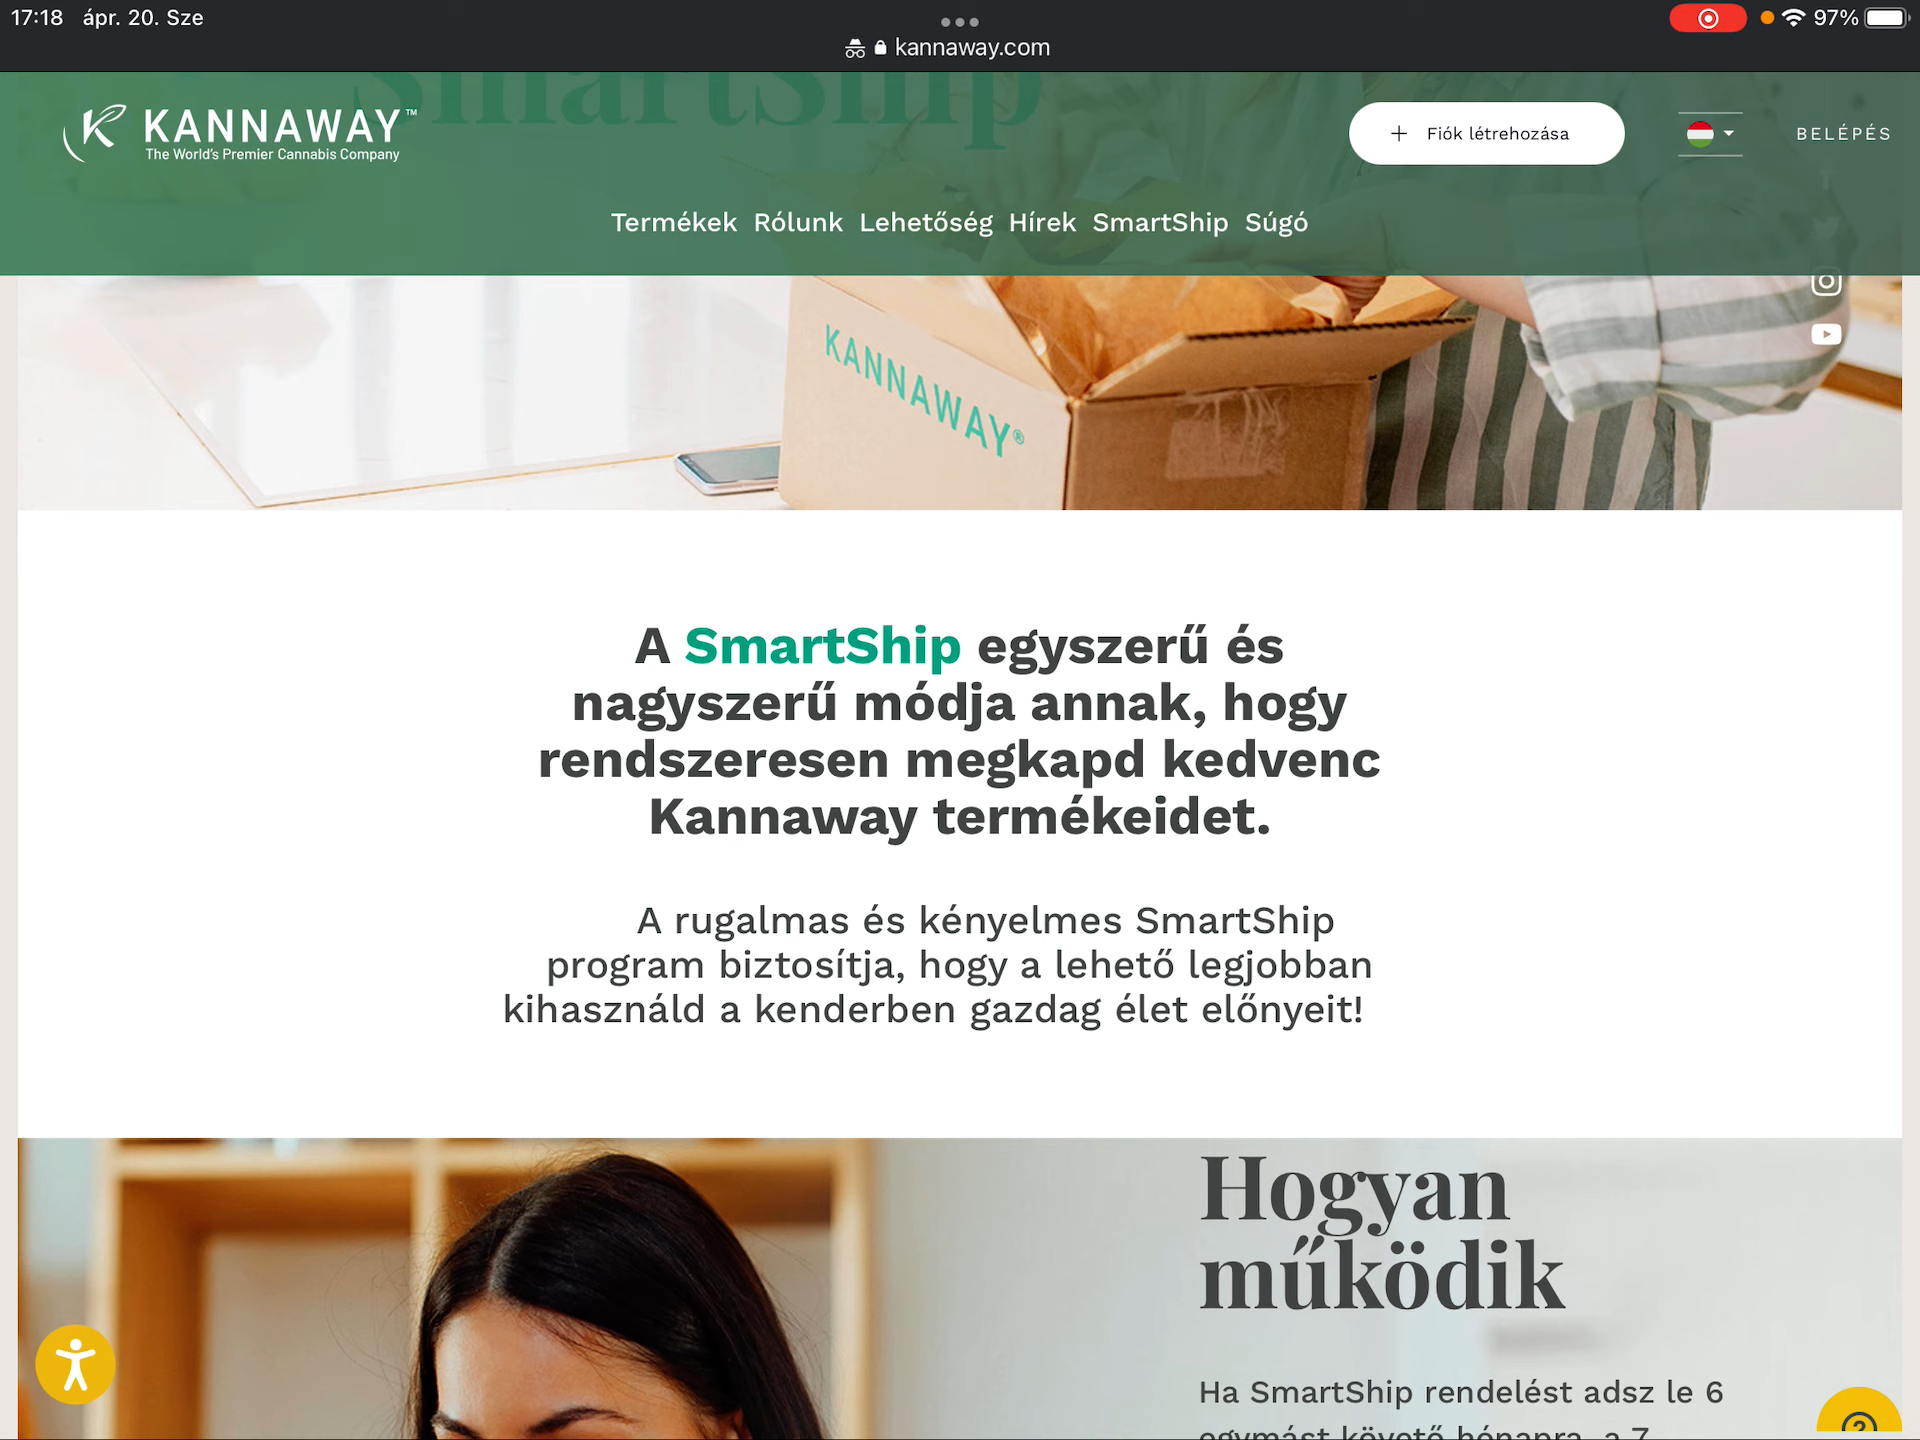 17:18 ápr. 20. Sze
97%
kannaway.com
SmartShip
KANNAWAY™
The World's Premier Cannabis Company
+ Fiók létrehozása
BELÉPÉS
Termékek Rólunk Lehetőség Hírek SmartShip Súgó
KANNAWAY®
A SmartShip egyszerű és
nagyszerű módja annak, hogy
rendszeresen megkapd kedvenc
Kannaway termékeidet.
A rugalmas és kényelmes SmartShip
program biztosítja, hogy a lehető legjobban
kihasználd a kenderben gazdag élet előnyeit!
Hogyan
működik
Ha SmartShip rendelést adsz le 6
egymást követő hónapra, a 7.